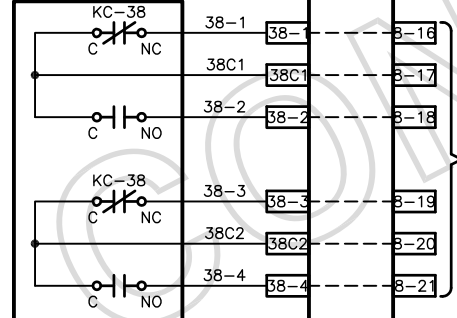 KC-38
C NC 38-1 38-1 8-16
38C1 38C1 8-17
C NO 38-2 38-2 8-18
KC-38
C NC 38-3 38-3 8-19
38C2 38C2 8-20
C NO 38-4 38-4 8-21
CON